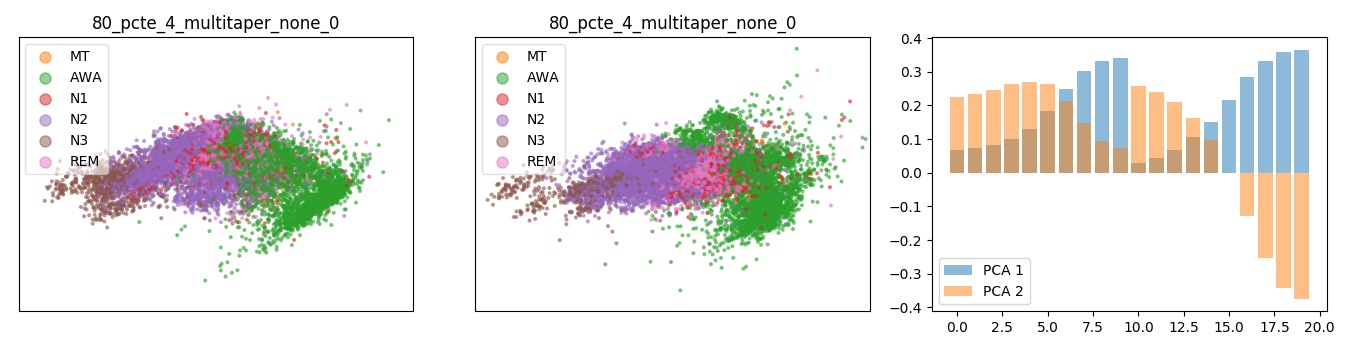 80_pcte_4_multitaper_none_0
MT
AWA
N1
N2
N3
REM
80_pcte_4_multitaper_none_0
MT
AWA
N1
N2
N3
REM
0.4
0.3
0.2
0.1
0.0
−0.1
−0.2
−0.3
−0.4
PCA 1
PCA 2
0.0 2.5 5.0 7.5 10.0 12.5 15.0 17.5 20.0